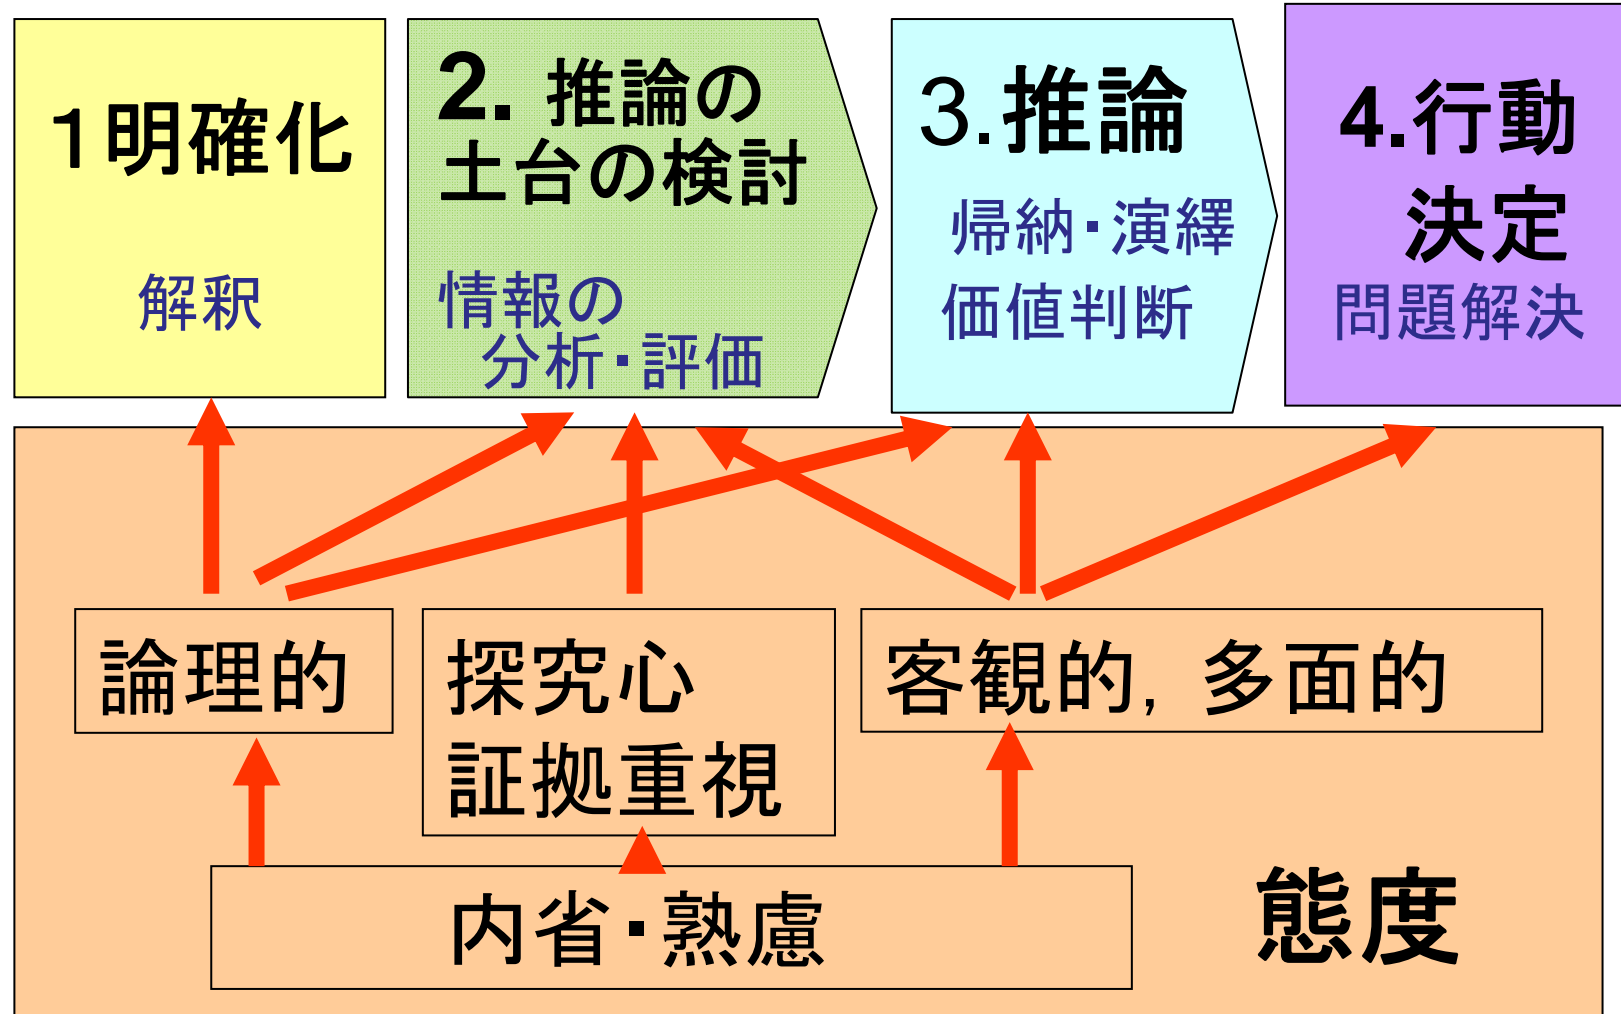 1明確化
解釈
2. 推論の
土台の検討
情報の
分析・評価
3.推論
帰納・演繹
価値判断
4.行動
決定
問題解決
論理的
探究心
証拠重視
客観的，多面的
内省・熟慮
態度